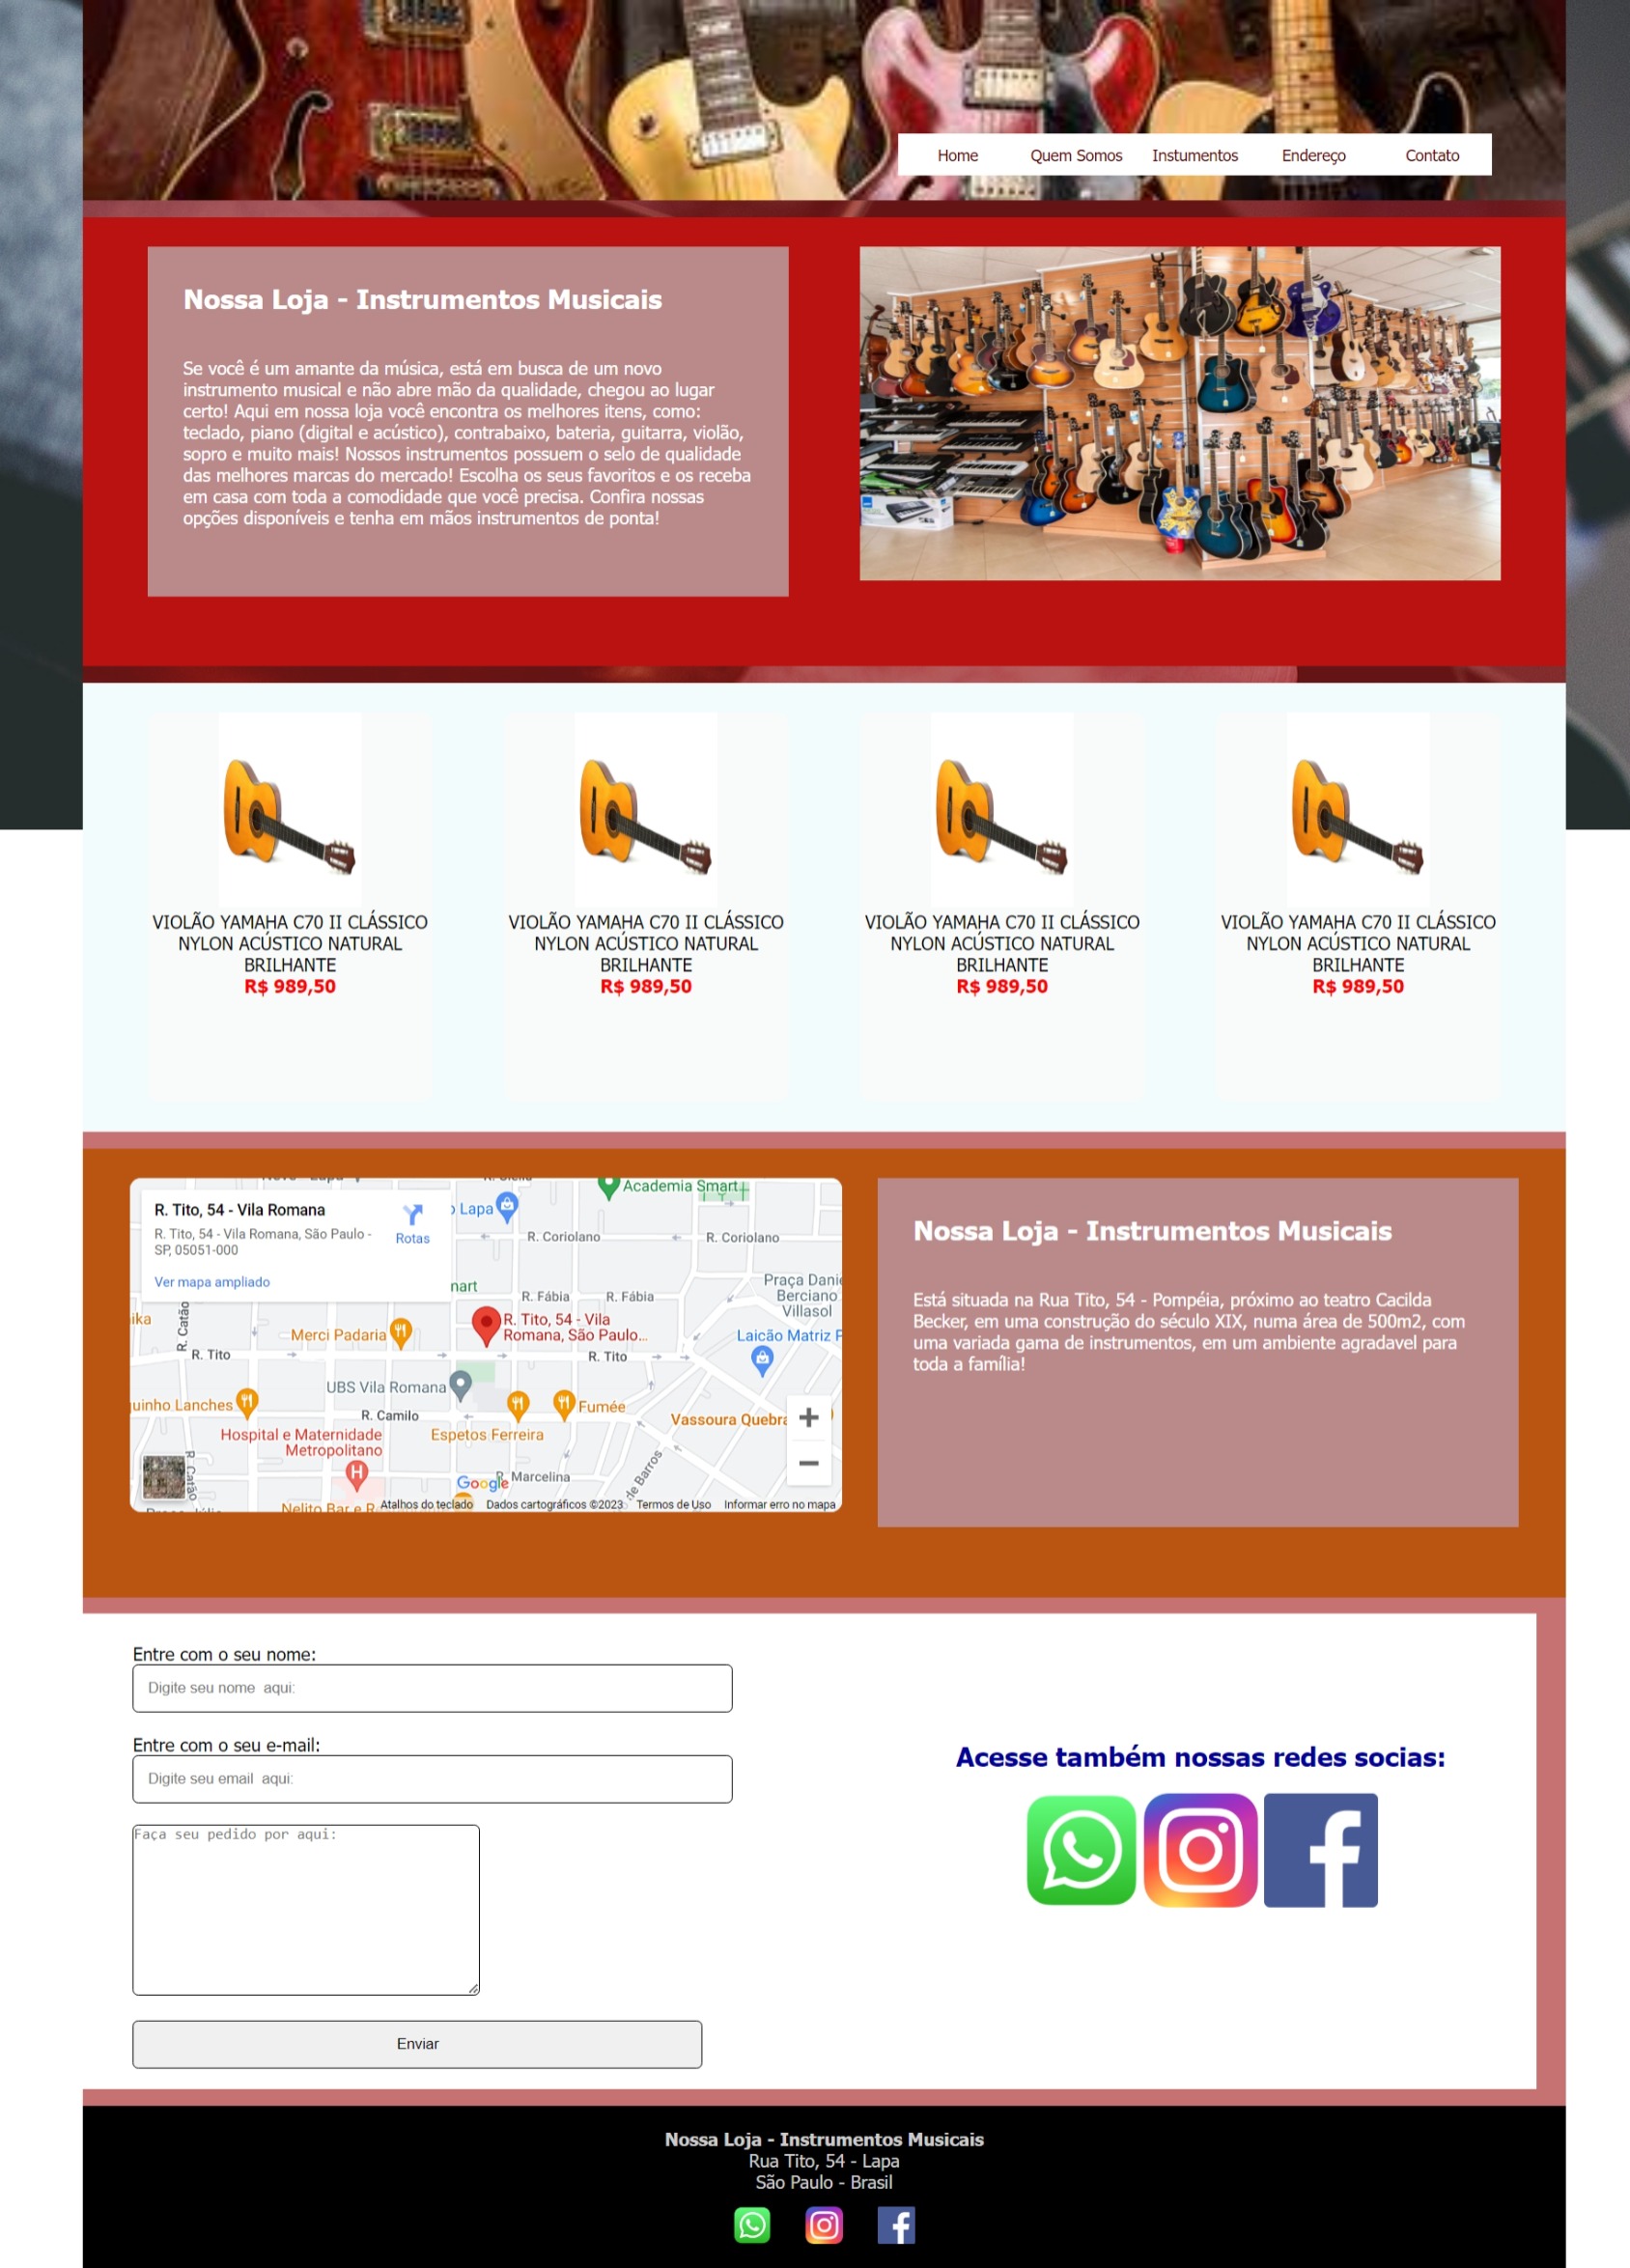 Home Quem Somos Instumentos Endereço Contato
Nossa Loja - Instrumentos Musicais
Se você é um amante da música, está em busca de um novo
instrumento musical e não abre mão da qualidade, chegou ao lugar
certo! Aqui em nossa loja você encontra os melhores itens, como:
teclado, piano (digital e acústico), contrabaixo, bateria, guitarra, violão,
sopro e muito mais! Nossos instrumentos possuem o selo de qualidade
das melhores marcas do mercado! Escolha os seus favoritos e os receba
em casa com toda a comodidade que você precisa. Confira nossas
opções disponíveis e tenha em mãos instrumentos de ponta!
VIOLÃO YAMAHA C70 II CLÁSSICO
NYLON ACÚSTICO NATURAL
BRILHANTE
R$ 989,50
VIOLÃO YAMAHA C70 II CLÁSSICO
NYLON ACÚSTICO NATURAL
BRILHANTE
R$ 989,50
VIOLÃO YAMAHA C70 II CLÁSSICO
NYLON ACÚSTICO NATURAL
BRILHANTE
R$ 989,50
VIOLÃO YAMAHA C70 II CLÁSSICO
NYLON ACÚSTICO NATURAL
BRILHANTE
R$ 989,50
R. Tito, 54 - Vila Romana
R. Tito, 54 - Vila Romana, São Paulo -
SP, 05051-000
Rotas
Ver mapa ampliado
Lapa
Academia Smart
R. Coriolano
R. Coriolano
mart
R. Fábia
R. Fábia
Praça Danie
Berciano
Villasol
R. Catão
Merci Padaria
R. Tito, 54 - Vila
Romana, São Paulo...
Laicão Matriz P
R. Tito
R. Tito
UBS Vila Romana
uinho Lanches
R. Camilo
Fumée
Vassoura Quebra
Hospital e Maternidade
Metropolitano
Espetos Ferreira
R. Catão
Google
R. Marcelina
de Barros
Nelito Bar e R
Atalhos do teclado Dados cartográficos ©2023 Termos de Uso Informar erro no mapa
Nossa Loja - Instrumentos Musicais
Está situada na Rua Tito, 54 - Pompéia, próximo ao teatro Cacilda
Becker, em uma construção do século XIX, numa área de 500m2, com
uma variada gama de instrumentos, em um ambiente agradavel para
toda a família!
Entre com o seu nome:
Digite seu nome aqui:
Entre com o seu e-mail:
Digite seu email aqui:
Faça seu pedido por aqui:
Enviar
Acesse também nossas redes socias:
Nossa Loja - Instrumentos Musicais
Rua Tito, 54 - Lapa
São Paulo - Brasil